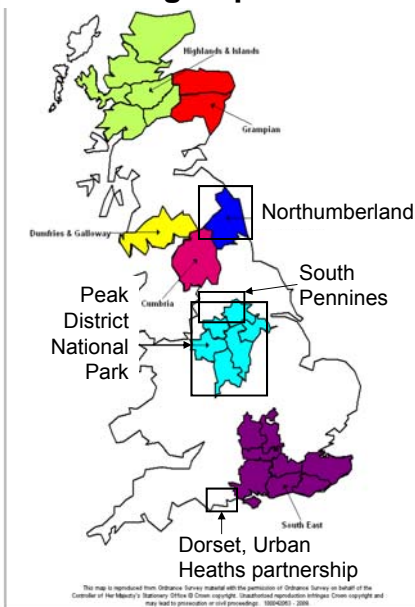 Highlands & Islands
Grampian
Northumberland
Dumfries & Galloway
South
Pennines
Peak
District
National
Park
Cumbria
South East
Dorset, Urban
Heaths partnership
This map is reproduced from Ordnance Survey material with the permission of Ordnance Survey on behalf of the
Controller of Her Majesty's Stationery Office © Crown copyright. Unauthorised reproduction infringes Crown copyright and
may lead to prosecution or civil proceedings.